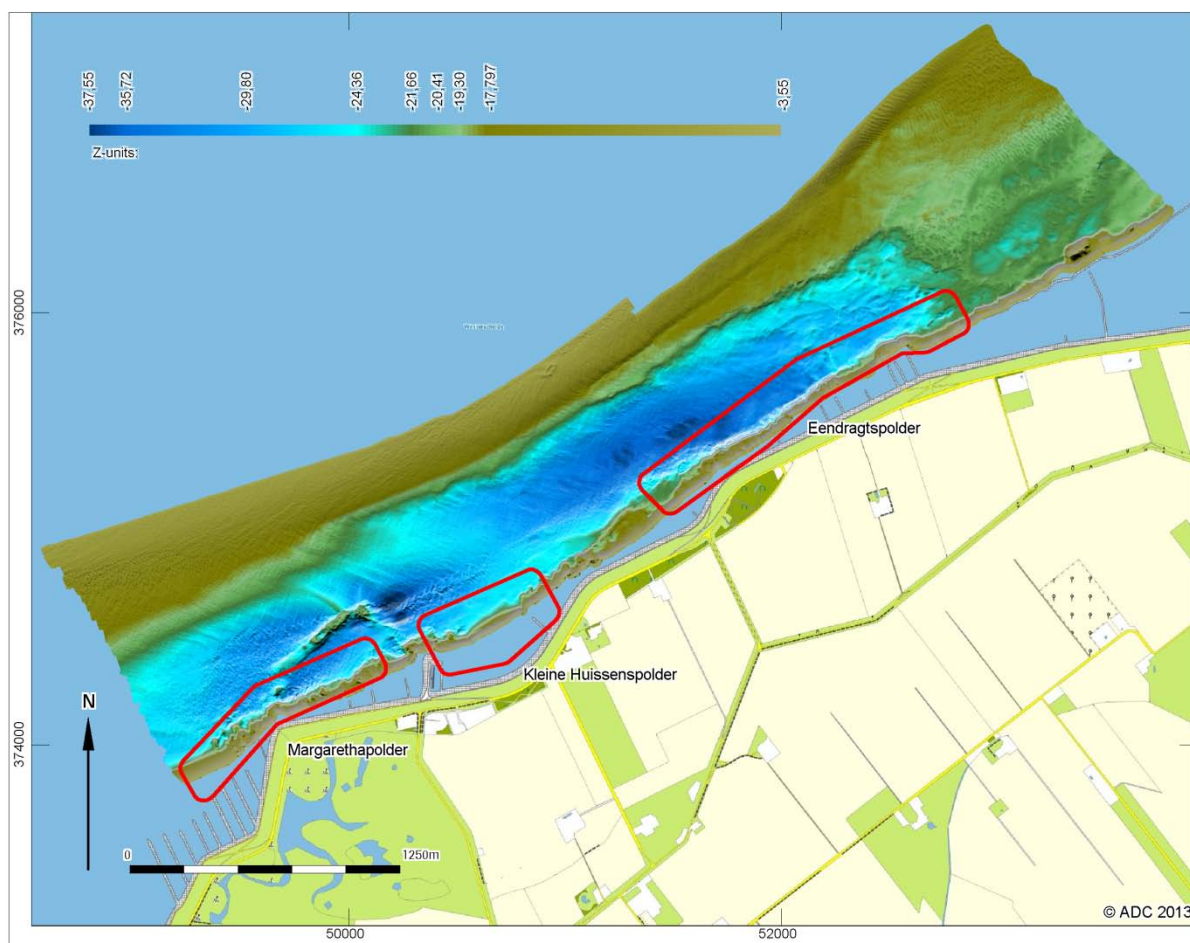 -37,55
-35,72
-29,80
-24,36
-21,66
-20,41
-19,30
-17,797
-3,55
Z-units:
376000
Eendragtspolder
Kleine Huissenspolder
N
374000
Margarethapolder
0
1250m
© ADC 2013
50000
52000